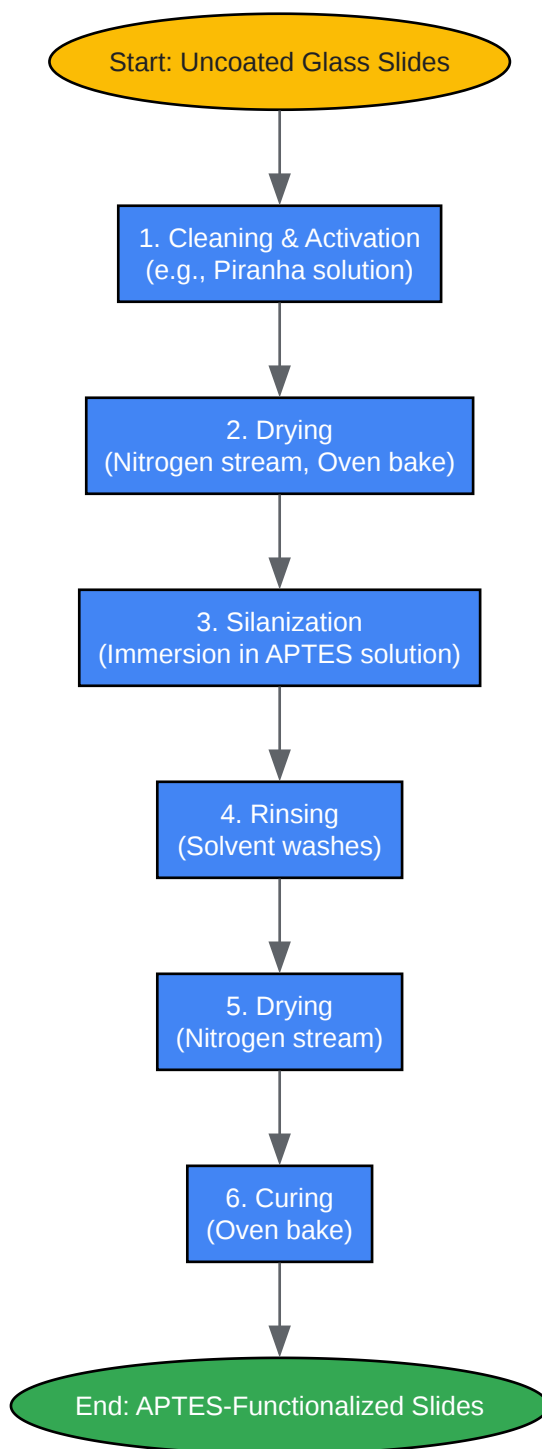 Start: Uncoated Glass Slides
1. Cleaning & Activation
(e.g., Piranha solution)
2. Drying
(Nitrogen stream, Oven bake)
3. Silanization
(Immersion in APTES solution)
4. Rinsing
(Solvent washes)
5. Drying
(Nitrogen stream)
6. Curing
(Oven bake)
End: APTES-Functionalized Slides